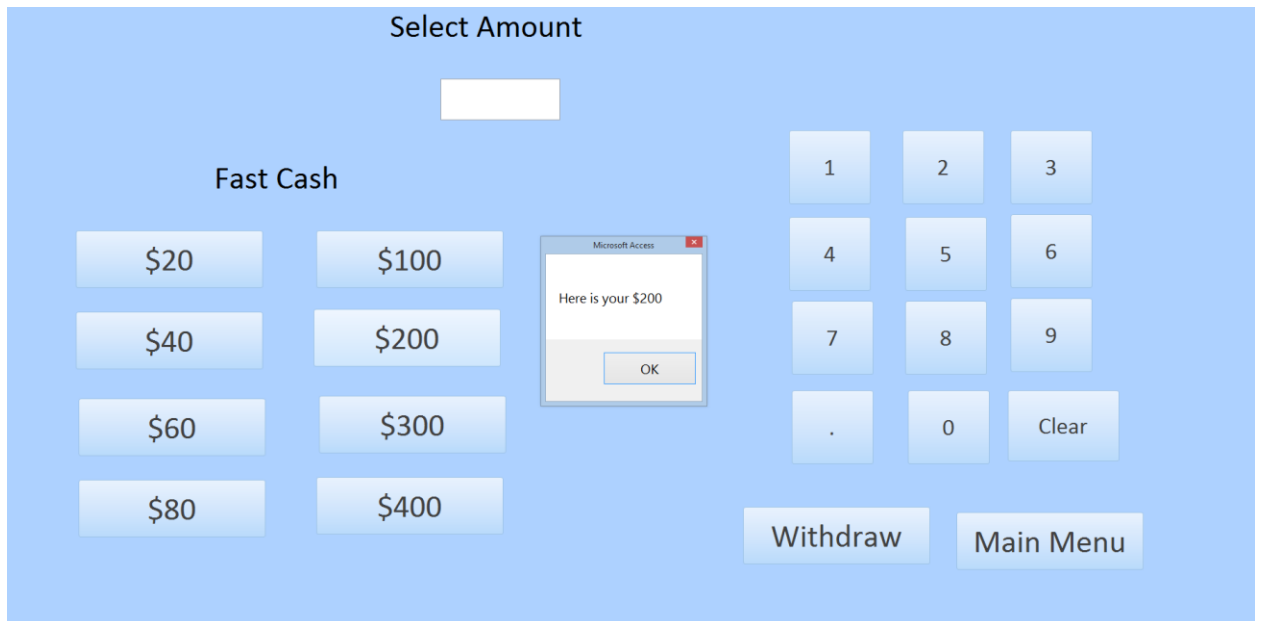 Select Amount
Fast Cash
$20
$100
$40
$200
$60
$300
$80
$400
Microsoft Access
Here is your $200
OK
1
2
3
4
5
6
7
8
9
.
0
Clear
Withdraw
Main Menu